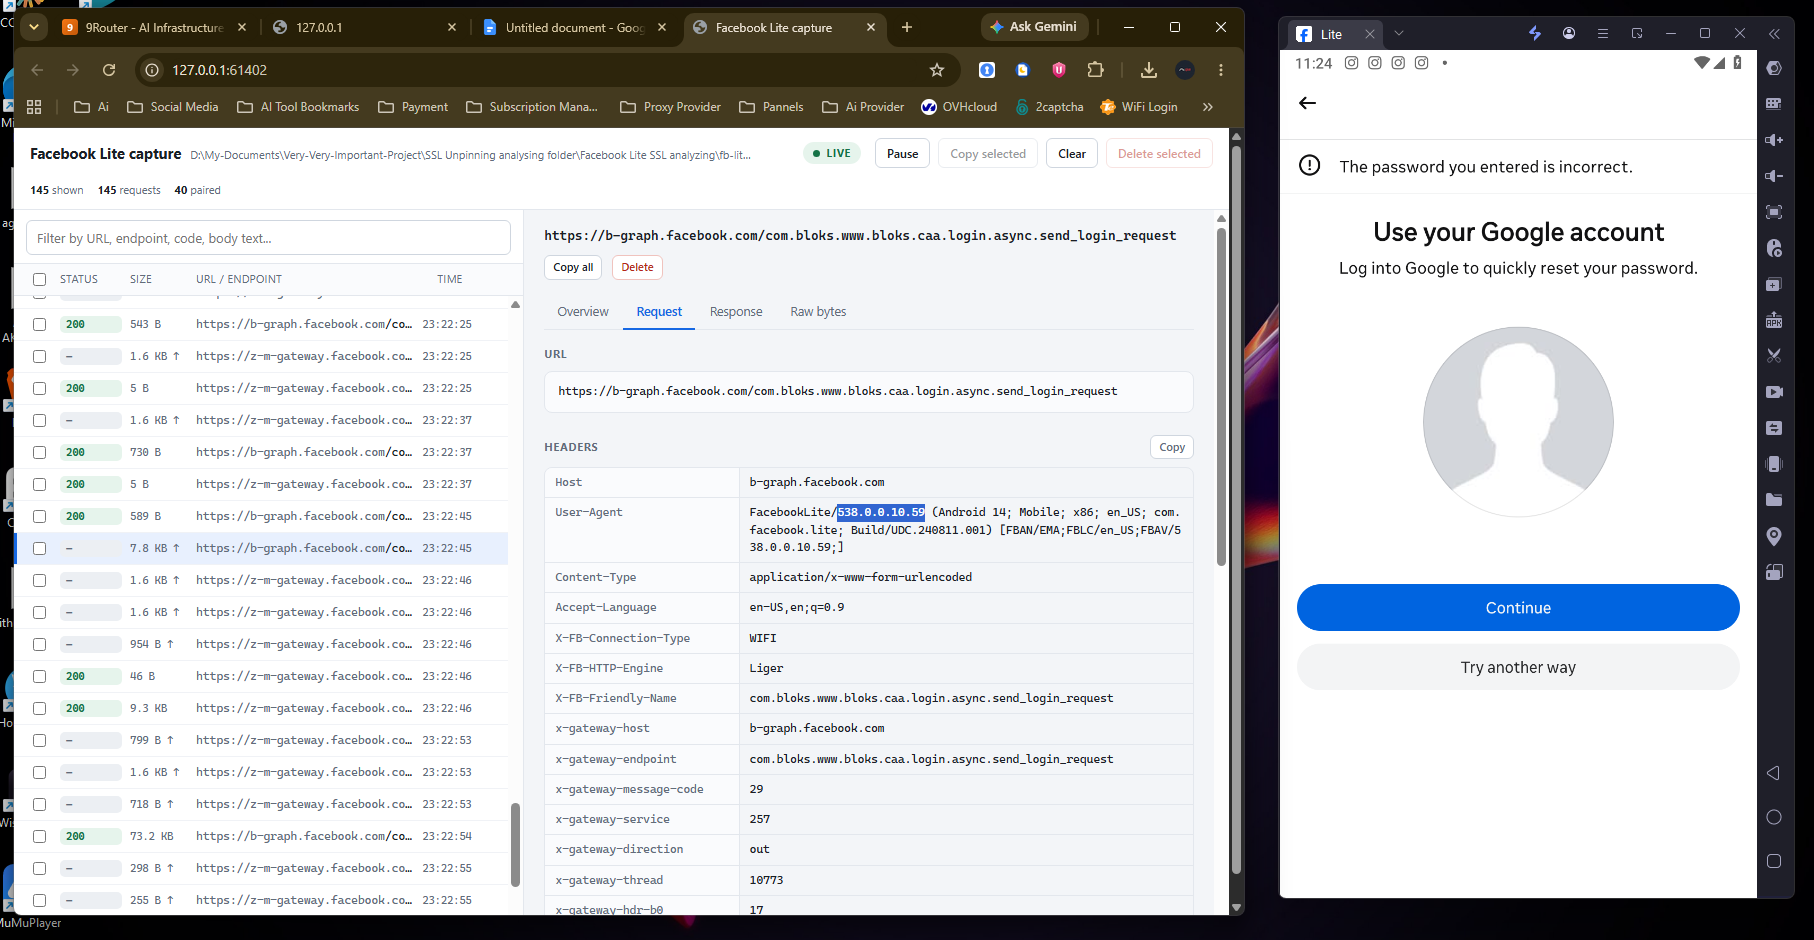 9Router - AI Infrastructure
127.0.0.1
Untitled document - Goog
Facebook Lite capture
Ask Gemini
127.0.0.1:61402
Ai
Social Media
AI Tool Bookmarks
Payment
Subscription Mana...
Proxy Provider
Pannels
Ai Provider
OVHcloud
2captcha
WiFi Login
Facebook Lite capture
D:\My-Documents\Very-Very-Important-Project\SSL Unpinning analysing folder\Facebook Lite SSL analyzing\fb-lit...
LIVE
Pause
Copy selected
Clear
Delete selected
145 shown 145 requests 40 paired
Filter by URL, endpoint, code, body text...
STATUS SIZE URL / ENDPOINT TIME
200 543 B https://b-graph.facebook.com/co... 23:22:25
– 1.6 KB ↑ https://z-m-gateway.facebook.co... 23:22:25
200 5 B https://z-m-gateway.facebook.co... 23:22:25
– 1.6 KB ↑ https://z-m-gateway.facebook.co... 23:22:37
200 730 B https://b-graph.facebook.com/co... 23:22:37
200 5 B https://z-m-gateway.facebook.co... 23:22:37
200 589 B https://b-graph.facebook.com/co... 23:22:45
– 7.8 KB ↑ https://b-graph.facebook.com/co... 23:22:45
– 1.6 KB ↑ https://z-m-gateway.facebook.co... 23:22:46
– 1.6 KB ↑ https://z-m-gateway.facebook.co... 23:22:46
– 954 B ↑ https://z-m-gateway.facebook.co... 23:22:46
200 46 B https://z-m-gateway.facebook.co... 23:22:46
200 9.3 KB https://z-m-gateway.facebook.co... 23:22:46
– 799 B ↑ https://z-m-gateway.facebook.co... 23:22:53
– 1.6 KB ↑ https://z-m-gateway.facebook.co... 23:22:53
– 718 B ↑ https://z-m-gateway.facebook.co... 23:22:53
200 73.2 KB https://b-graph.facebook.com/co... 23:22:54
– 298 B ↑ https://z-m-gateway.facebook.co... 23:22:55
– 255 B ↑ https://z-m-gateway.facebook.co... 23:22:55
https://b-graph.facebook.com/com.bloks.www.bloks.caa.login.async.send_login_request
Copy all
Delete
Overview
Request
Response
Raw bytes
URL
https://b-graph.facebook.com/com.bloks.www.bloks.caa.login.async.send_login_request
HEADERS
Copy
Host b-graph.facebook.com
User-Agent FacebookLite/538.0.0.10.59 (Android 14; Mobile; x86; en_US; com.
facebook.lite; Build/UDC.240811.001) [FBAN/EMA;FBLC/en_US;FBAV/5
38.0.0.10.59;]
Content-Type application/x-www-form-urlencoded
Accept-Language en-US,en;q=0.9
X-FB-Connection-Type WIFI
X-FB-HTTP-Engine Liger
X-FB-Friendly-Name com.bloks.www.bloks.caa.login.async.send_login_request
x-gateway-host b-graph.facebook.com
x-gateway-endpoint com.bloks.www.bloks.caa.login.async.send_login_request
x-gateway-message-code 29
x-gateway-service 257
x-gateway-direction out
x-gateway-thread 10773
x-gateway-hdr-b0 17
Lite
11:24
The password you entered is incorrect.
Use your Google account
Log into Google to quickly reset your password.
Continue
Try another way
MuMuPlayer